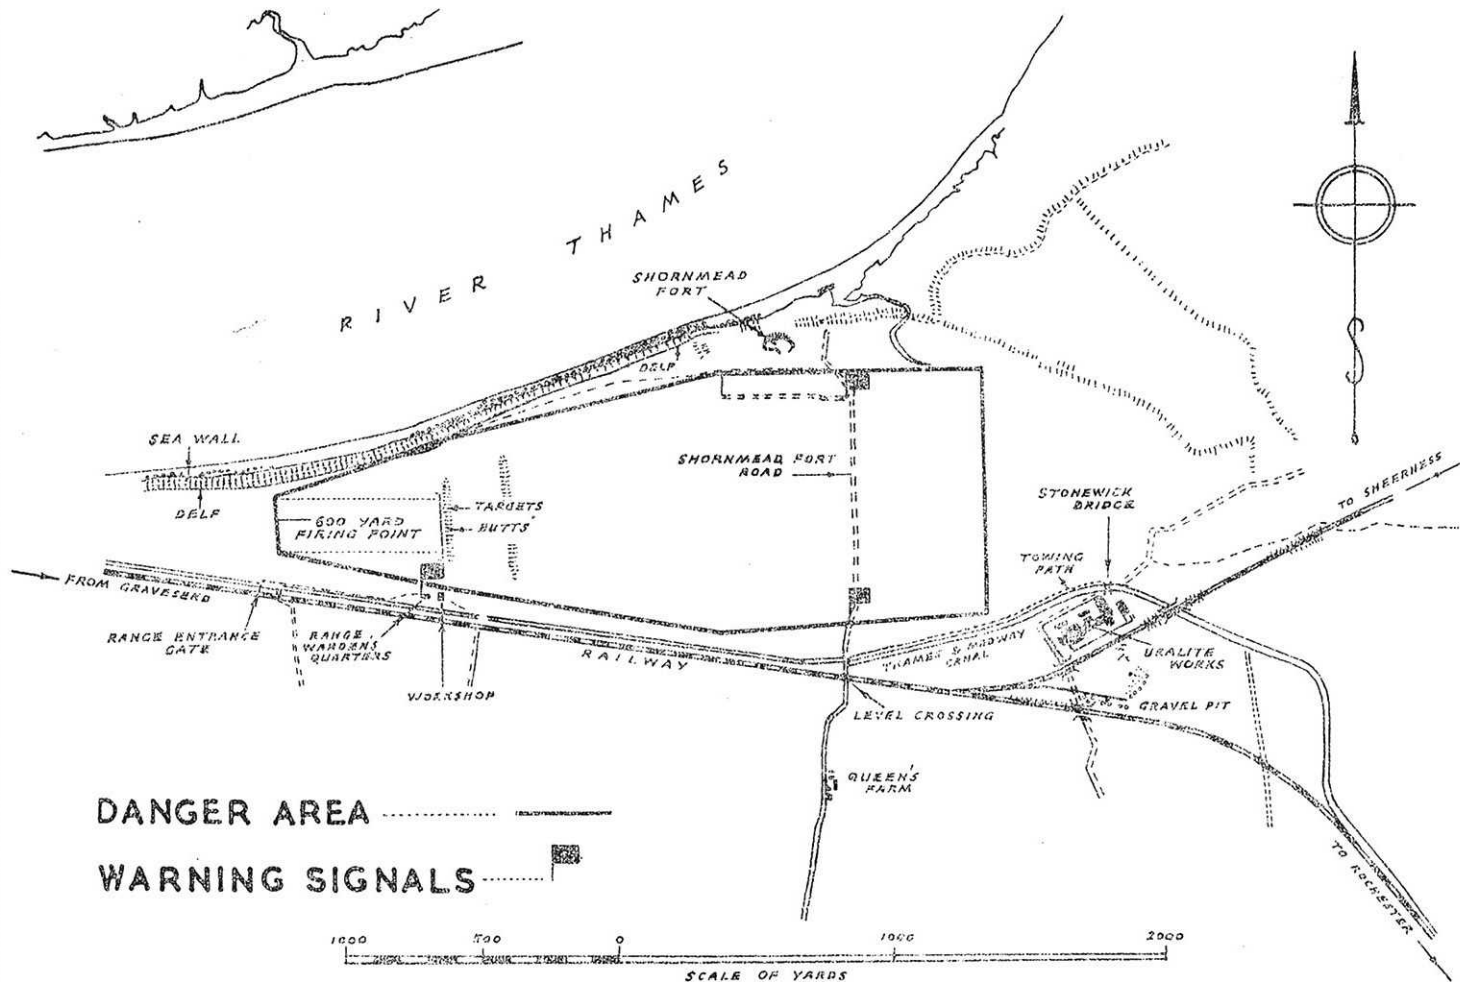 RIVER THAMES
SHORNMEAD
FORT
DELF
SEA WALL
DELF
SHORNMEAD FORT
ROAD
TO SHEERNESS
STONEWICK
BRIDGE
TARGETS
BUTTS
600 YARD
FIRING POINT
TOWING
PATH
FROM GRAVESEND
RANGE ENTRANCE
GATE
RANGE
WARDENS
QUARTERS
RAILWAY
THAMES & MEDWAY
CANAL
URALITE
WORKS
WORKSHOP
LEVEL CROSSING
GRAVEL PIT
QUEEN'S
FARM
DANGER AREA
WARNING SIGNALS
TO ROCHESTER
1000 500 0 1000 2000
SCALE OF YARDS